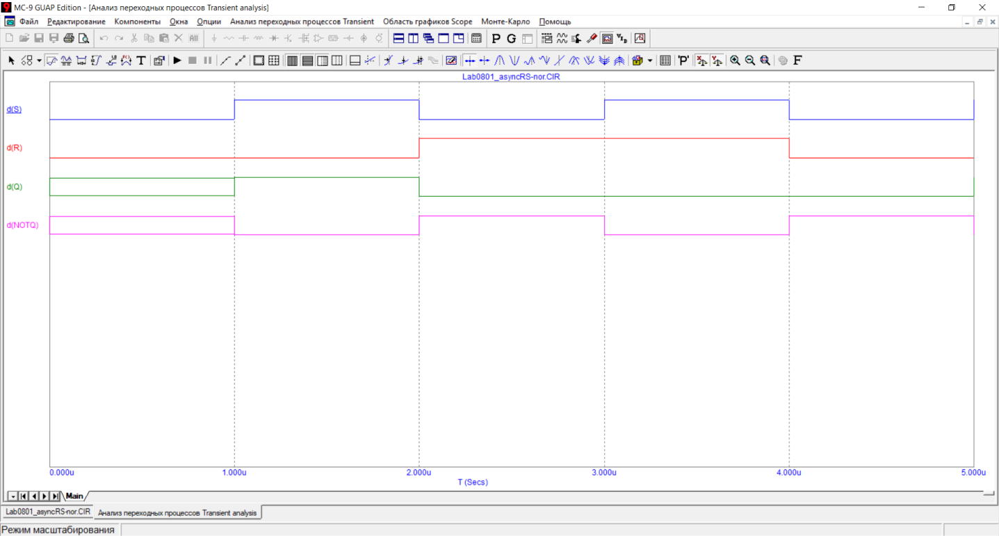 MC-9 GUAP Edition - [Анализ переходных процессов Transient analysis]
Файл Редактирование Компоненты Окна Опции Анализ переходных процессов Transient Область графиков Scope Монте-Карло Помощь
P G
T 'P' F
Lab0801_asyncRS-nor.CIR
d(S)
d(R)
d(Q)
d(NOTQ)
0.000u 1.000u 2.000u 3.000u 4.000u 5.000u
T (Secs)
Main
Lab0801_asyncRS-nor.CIR Анализ переходных процессов Transient analysis
Режим масштабирования